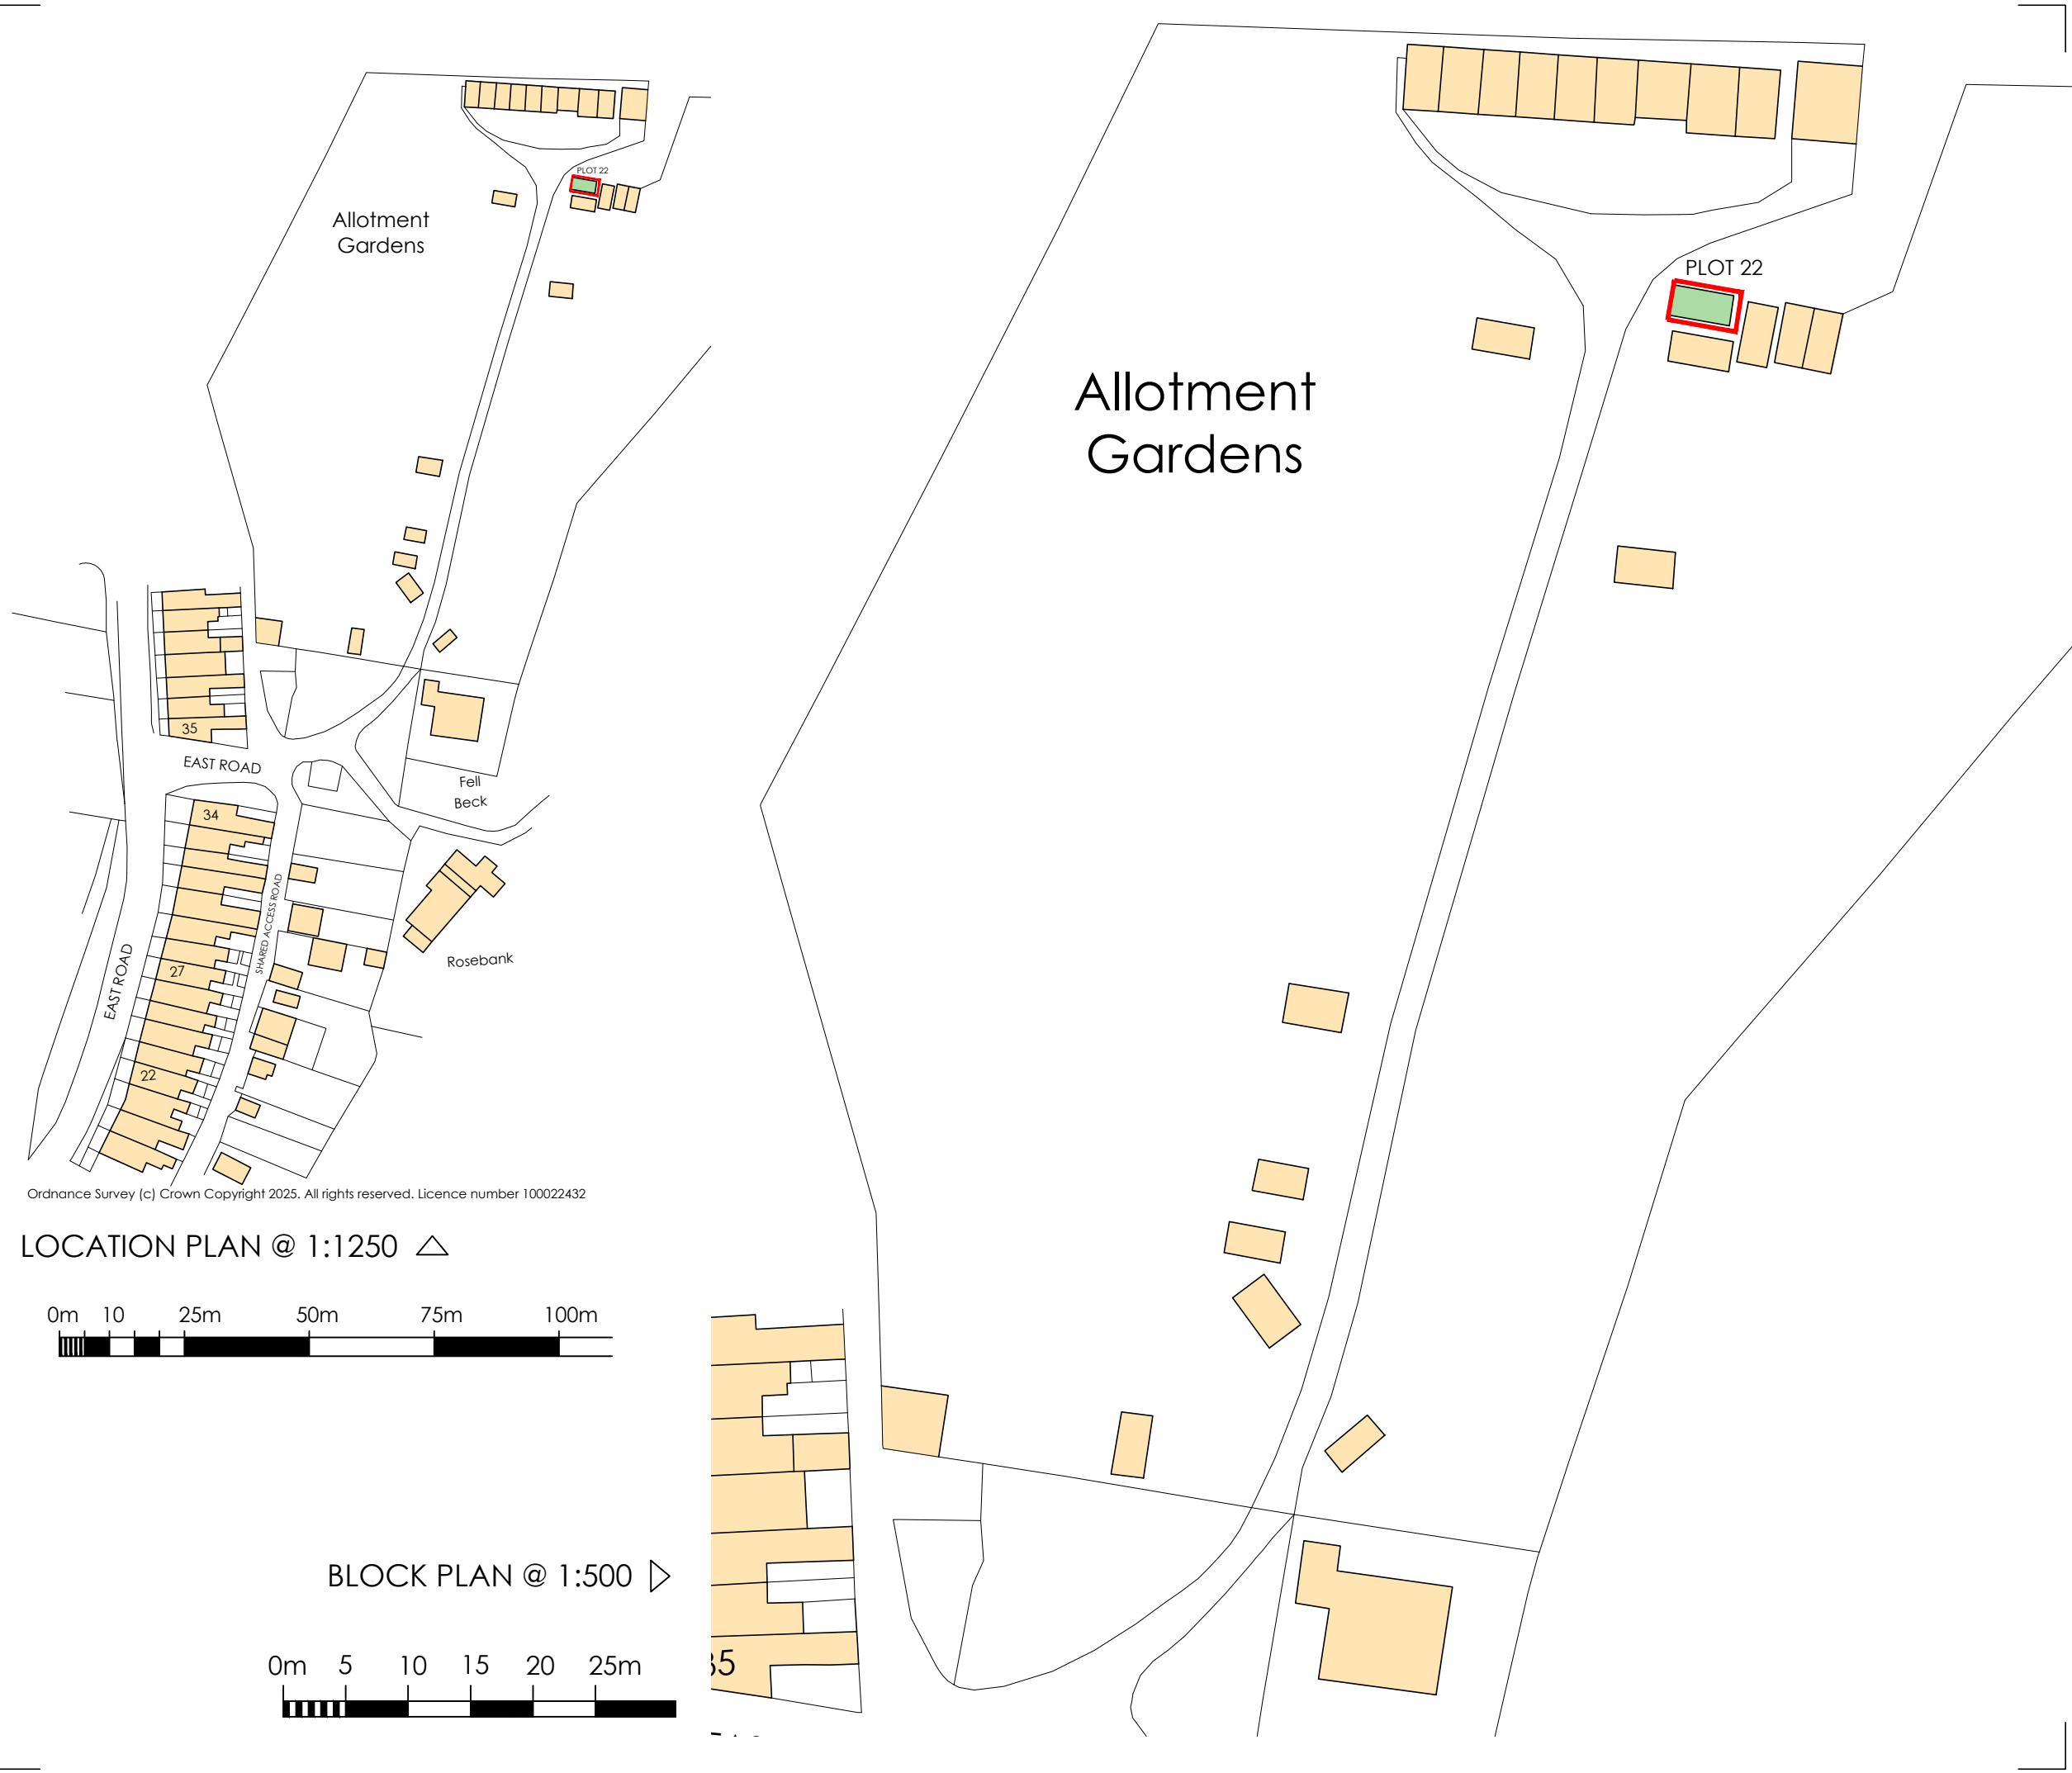 PLOT 22
Allotment
Gardens
35
EAST ROAD
Fell
Beck
34
SHARED ACCESS ROAD
EAST ROAD
27
Rosebank
22
Ordnance Survey (c) Crown Copyright 2025. All rights reserved. Licence number 100022432
LOCATION PLAN @ 1:1250
0m 10 25m 50m 75m 100m
BLOCK PLAN @ 1:500
0m 5 10 15 20 25m
PLOT 22
Allotment
Gardens
35